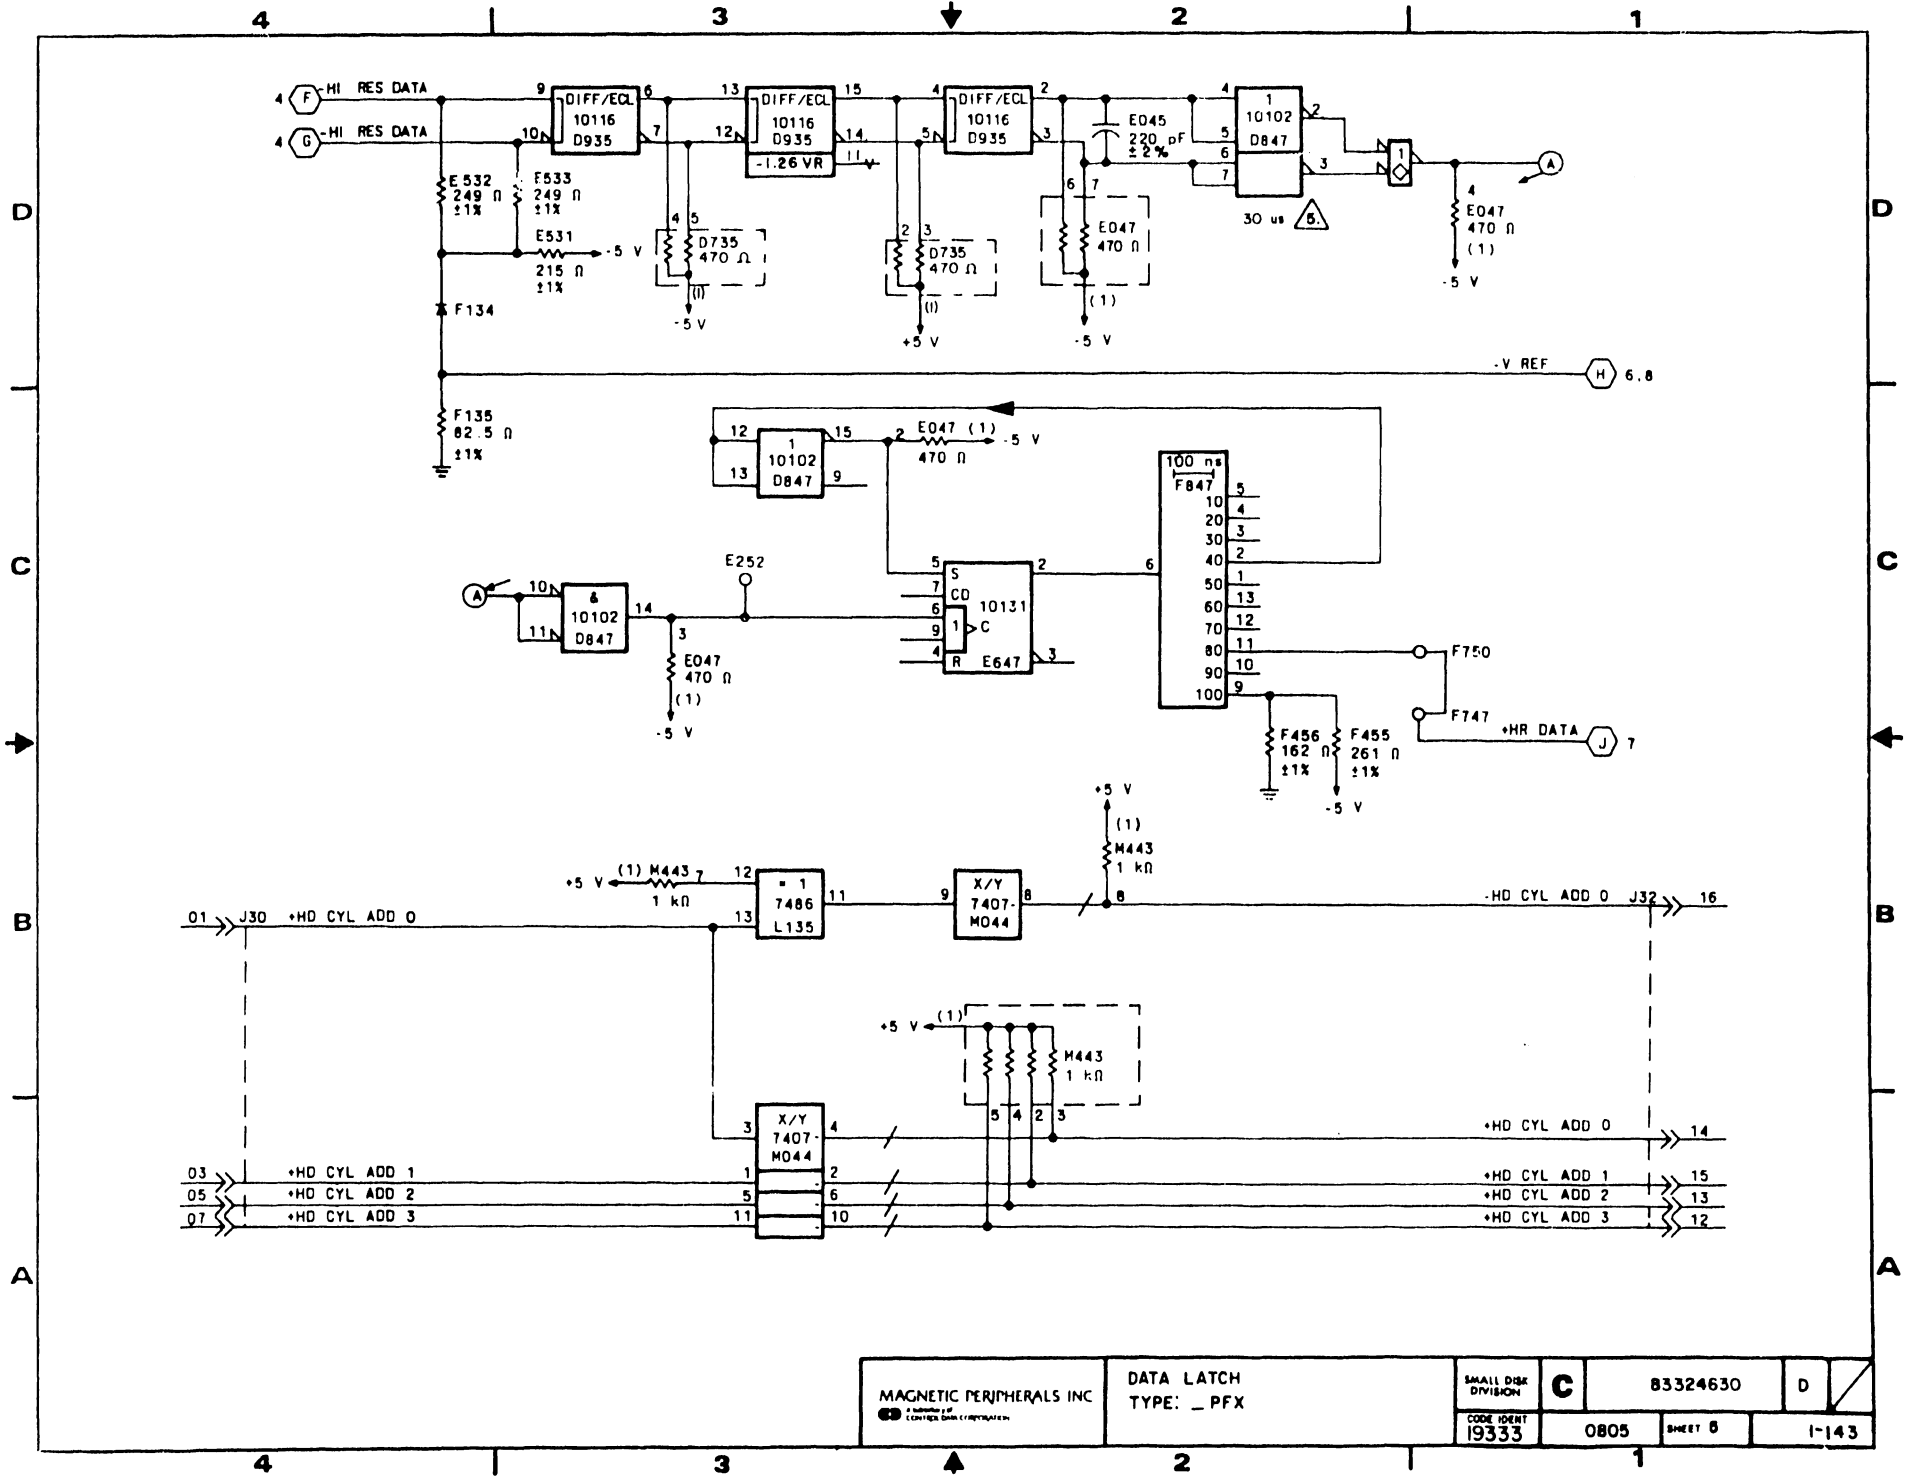 4 3 2 1
4 F -HI RES DATA
4 G -HI RES DATA
9 DIFF/ECL 6
10 10116 7
D935
13 DIFF/ECL 15
12 10116 14
D935
-1.26 VR 11
4 DIFF/ECL 2
5 10116 3
D935
E045
220 pF
±2%
4 1 2
5 10102
D847
6 3
7
30 us 5.
1
A
4
E047
470 Ω
(1)
-5 V
E532
249 Ω
±1%
E533
249 Ω
±1%
E531
215 Ω
±1%
-5 V
4 5
D735
470 Ω
(1)
-5 V
2 3
D735
470 Ω
(1)
+5 V
6 7
E047
470 Ω
(1)
-5 V
D D
F134
-V REF H 6,8
F135
82.5 Ω
±1%
12 1 15
10102
13 D847 9
2 E047 (1) -5 V
470 Ω
100 ns
F847
10 5
20 4
30 3
40 2
50 1
60 13
70 12
80 11
90 10
100 9
6
C C
A
10 & 14
10102
11 D847
3
E047
470 Ω
(1)
-5 V
E252
5 S 2
7 CD
6 10131
9 1 C
4 R E647 3
F750
F747
+HR DATA J 7
F456
162 Ω
±1%
F455
261 Ω
±1%
-5 V
+5 V
(1)
M443
1 kΩ
+5 V (1) M443 7
1 kΩ
12 = 1 11
7486
13 L135
9 X/Y 8
7407
M044
8
01 J30 +HD CYL ADD 0
-HD CYL ADD 0 J32 16
B B
+5 V (1)
M443
1 kΩ
5 4 2 3
3 X/Y 4
7407
M044
+HD CYL ADD 0 14
03 +HD CYL ADD 1 1 2 +HD CYL ADD 1 15
05 +HD CYL ADD 2 5 6 +HD CYL ADD 2 13
07 +HD CYL ADD 3 11 10 +HD CYL ADD 3 12
A A
MAGNETIC PERIPHERALS INC
a subsidiary of
CONTROL DATA CORPORATION
DATA LATCH
TYPE: _ PFX
SMALL DISK
DIVISION
C
83324630
D
CODE IDENT
19333
0805
SHEET
1-143
4 3 2 1